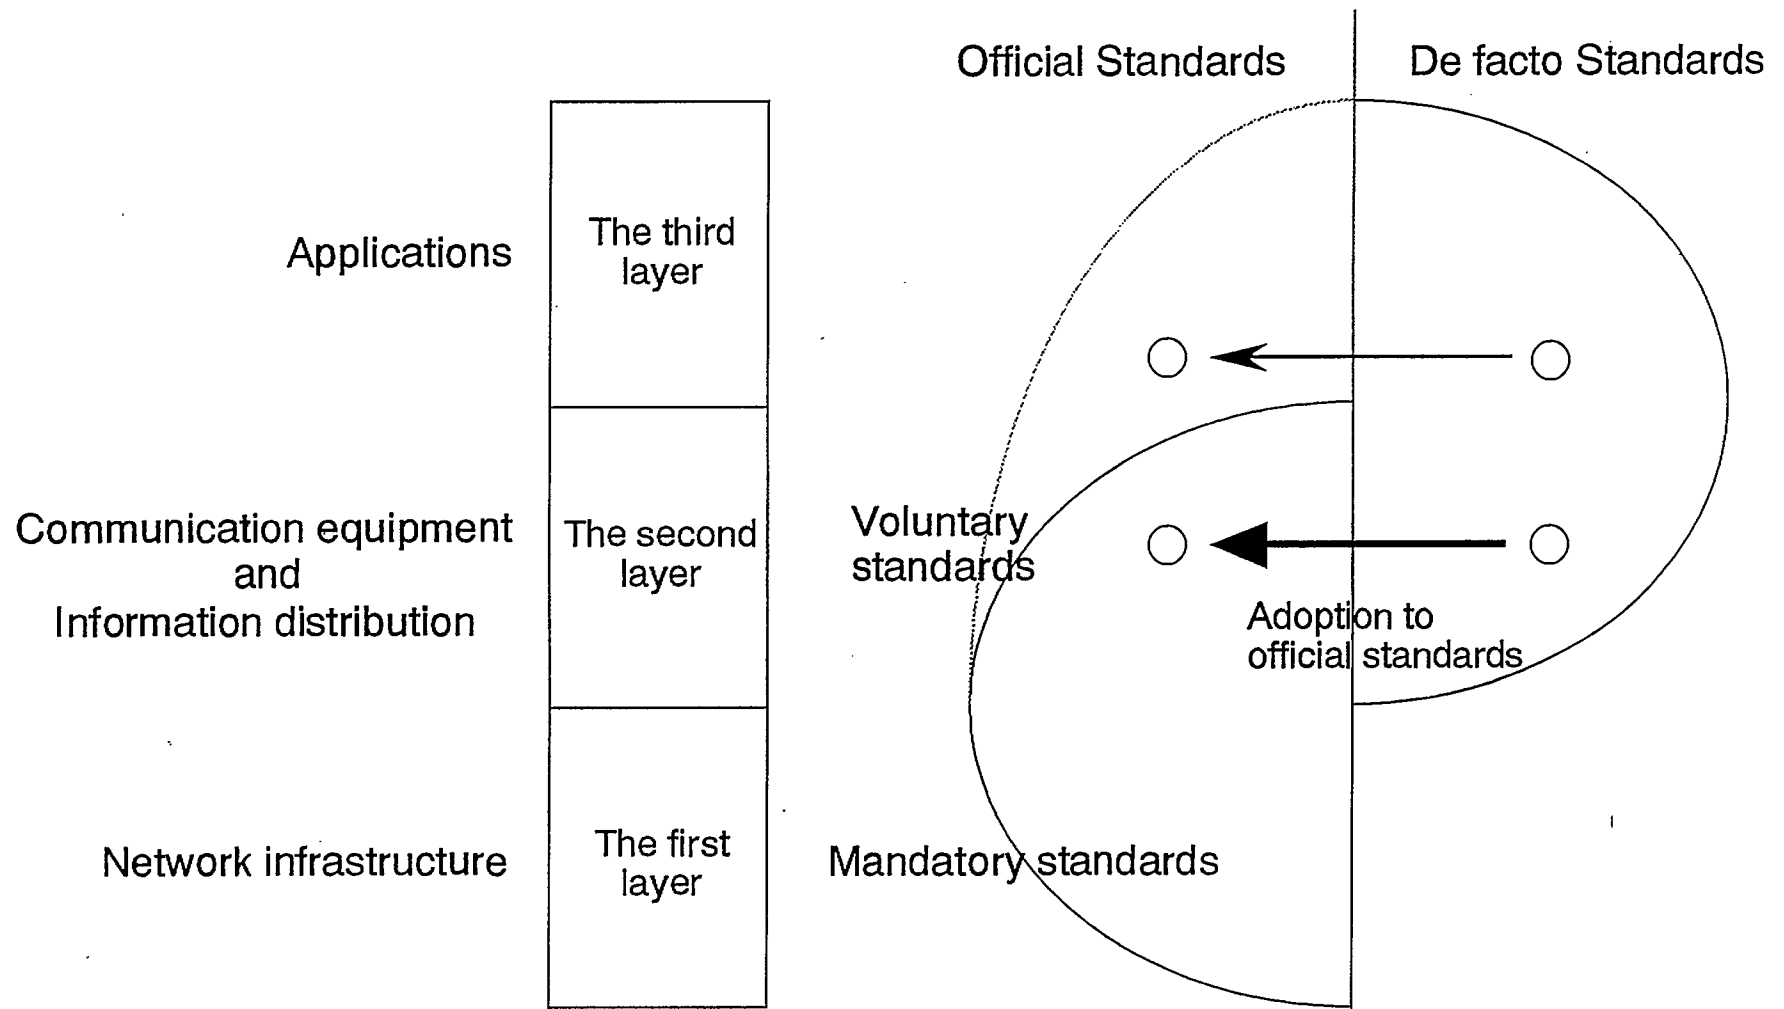 Official Standards
De facto Standards
Applications
The third
layer
Communication equipment
and
Information distribution
The second
layer
Voluntary
standards
Adoption to
official standards
Network infrastructure
The first
layer
Mandatory standards